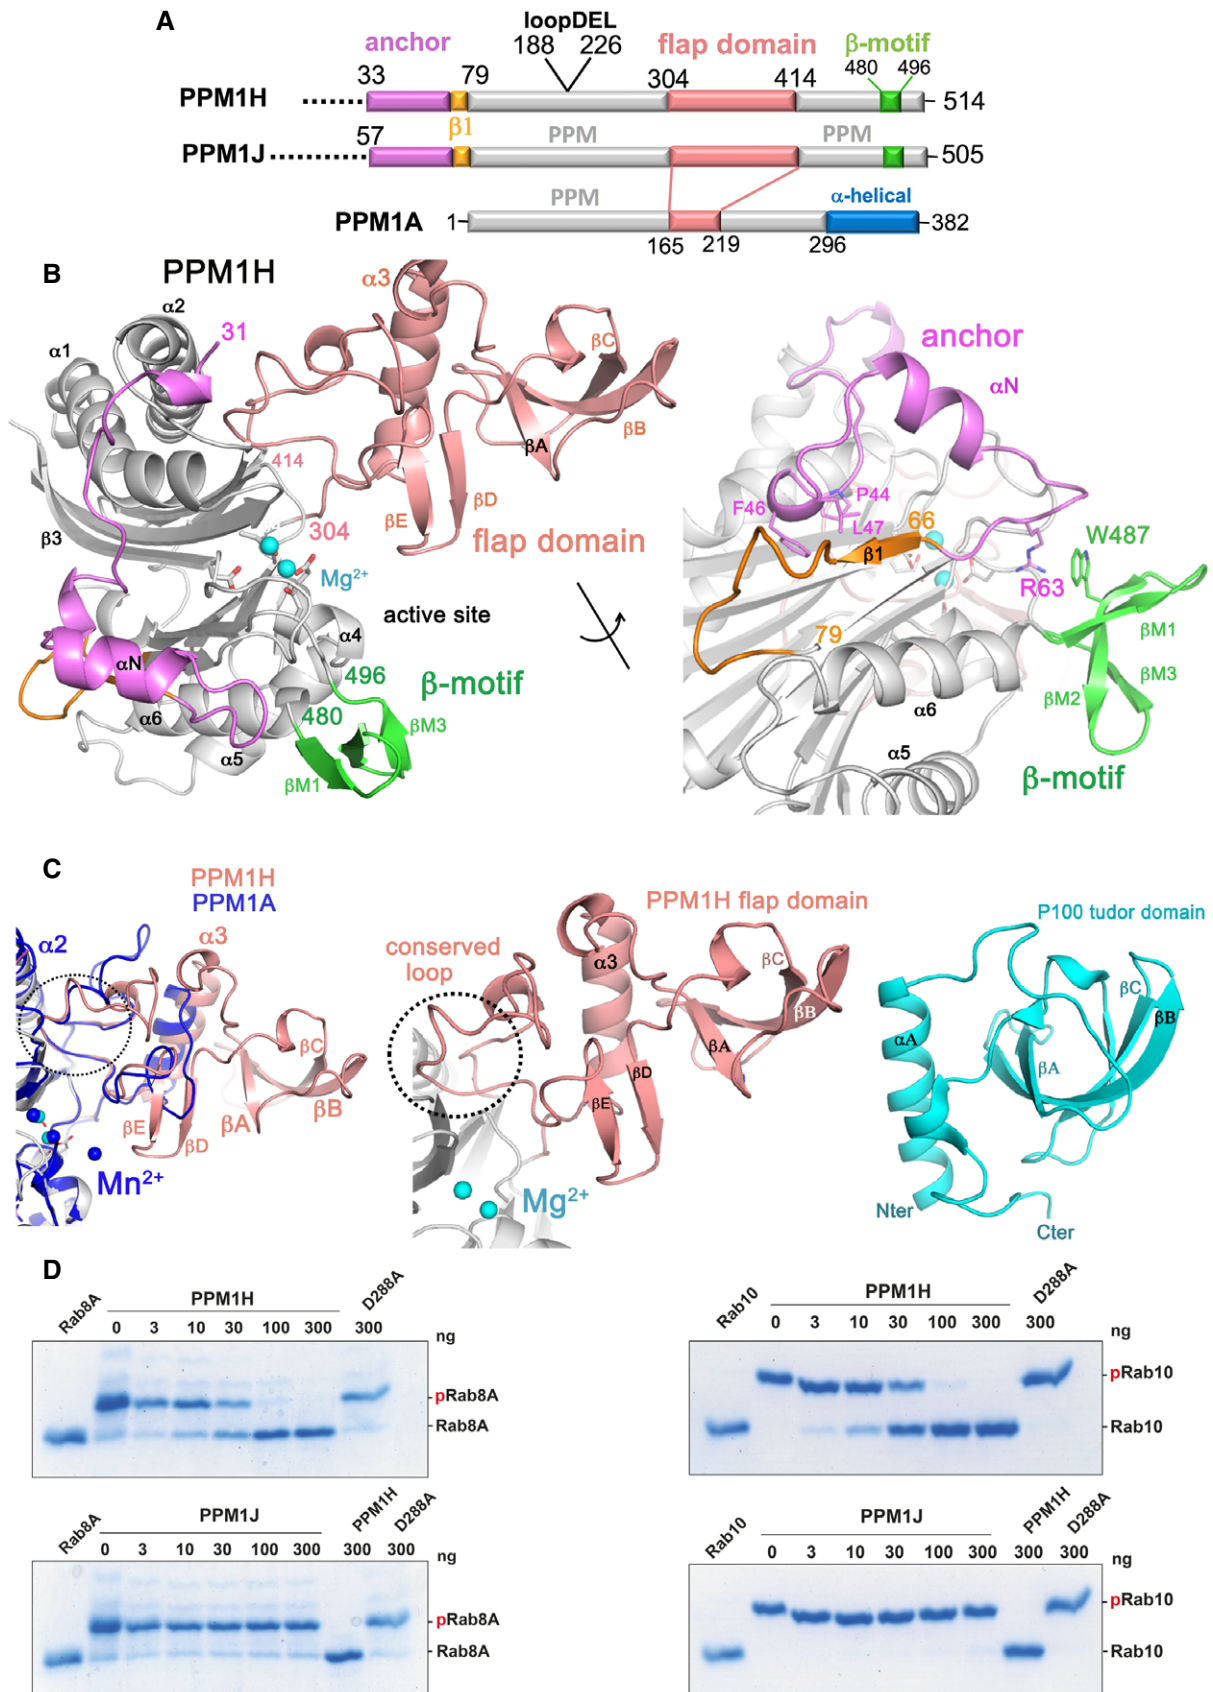 A
loopDEL
anchor 188 226 flap domain β-motif
33 79 304 414 480 496
PPM1H 514
57 β1 PPM PPM
PPM1J 505
PPM α-helical
PPM1A 1 382
165 219 296
B
PPM1H
α3
α2
31
α1
βC
βB
βA
414
βD
βE
304
flap domain
β3
Mg2+
active site
α4
αN
496
β-motif
α6
480
βM3
α5
βM1
anchor
αN
F46
P44
L47
66
β1
W487
R63
79
βM1
βM3
βM2
α6
α5
β-motif
C
PPM1H
PPM1A
α2
α3
βC
βB
βA
βE
βD
Mn2+
PPM1H flap domain
conserved
loop
α3
βC
βB
βA
βD
βE
Mg2+
P100 tudor domain
βC
βB
αA
βA
Nter
Cter
D
Rab8A PPM1H D288A
0 3 10 30 100 300 300 ng
pRab8A
Rab8A
Rab10 PPM1H D288A
0 3 10 30 100 300 300 ng
pRab10
Rab10
Rab8A PPM1J PPM1H D288A
0 3 10 30 100 300 300 300 ng
pRab8A
Rab8A
Rab10 PPM1J PPM1H D288A
0 3 10 30 100 300 300 300 ng
pRab10
Rab10